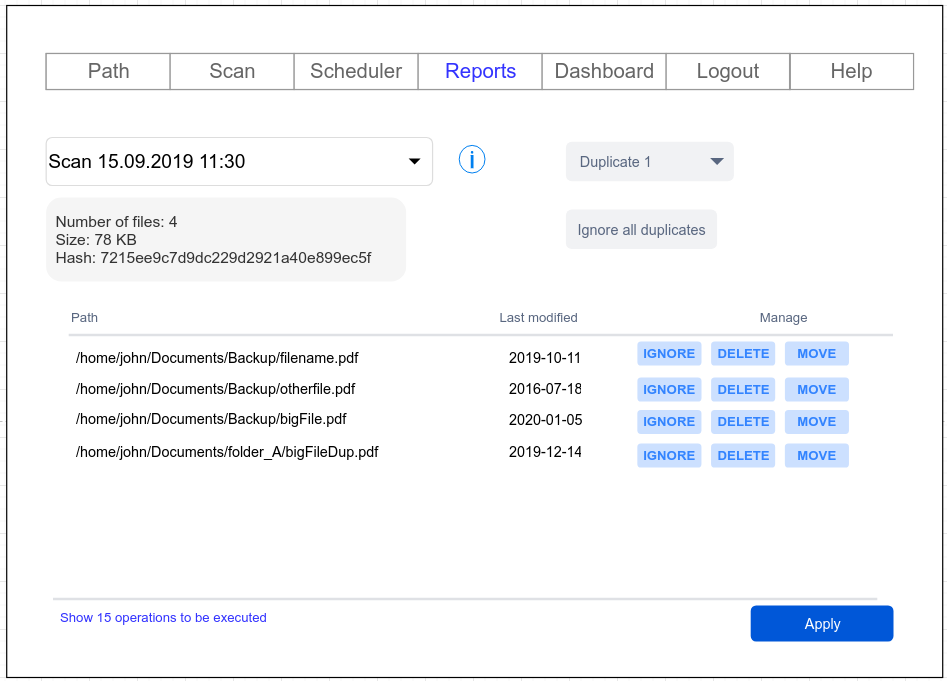 Path Scan Scheduler Reports Dashboard Logout Help
Scan 15.09.2019 11:30
i
Duplicate 1
Number of files: 4
Size: 78 KB
Hash: 7215ee9c7d9dc229d2921a40e899ec5f
Ignore all duplicates
Path Last modified Manage
/home/john/Documents/Backup/filename.pdf 2019-10-11 IGNORE DELETE MOVE
/home/john/Documents/Backup/otherfile.pdf 2016-07-18 IGNORE DELETE MOVE
/home/john/Documents/Backup/bigFile.pdf 2020-01-05 IGNORE DELETE MOVE
/home/john/Documents/folder_A/bigFileDup.pdf 2019-12-14 IGNORE DELETE MOVE
Show 15 operations to be executed
Apply